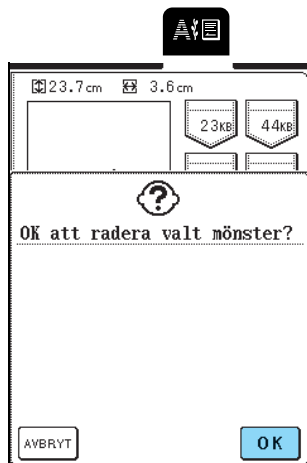 A
23.7cm 3.6cm
23KB 44KB
OK att radera valt mönster?
AVBRYT OK